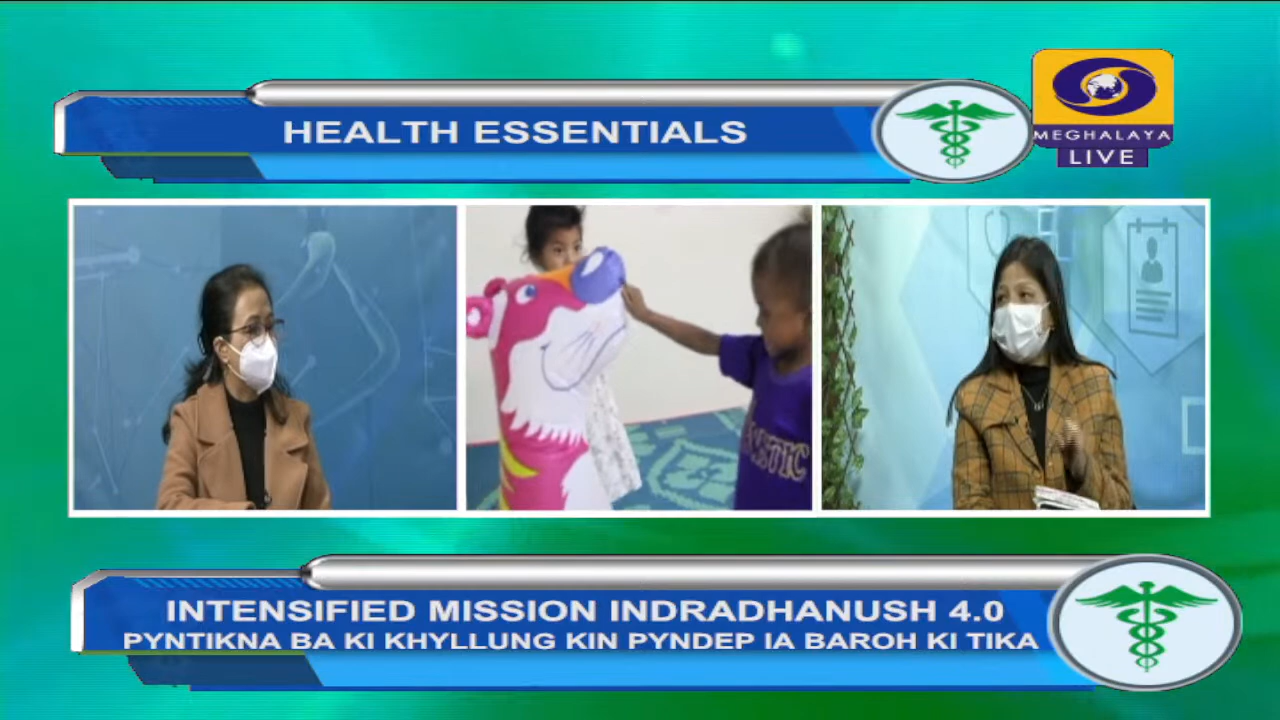 HEALTH ESSENTIALS
MEGHALAYA
LIVE
INTENSIFIED MISSION INDRADHANUSH 4.0
PYNTIKNA BA KI KHYLLUNG KIN PYNDEP IA BAROH KI TIKA